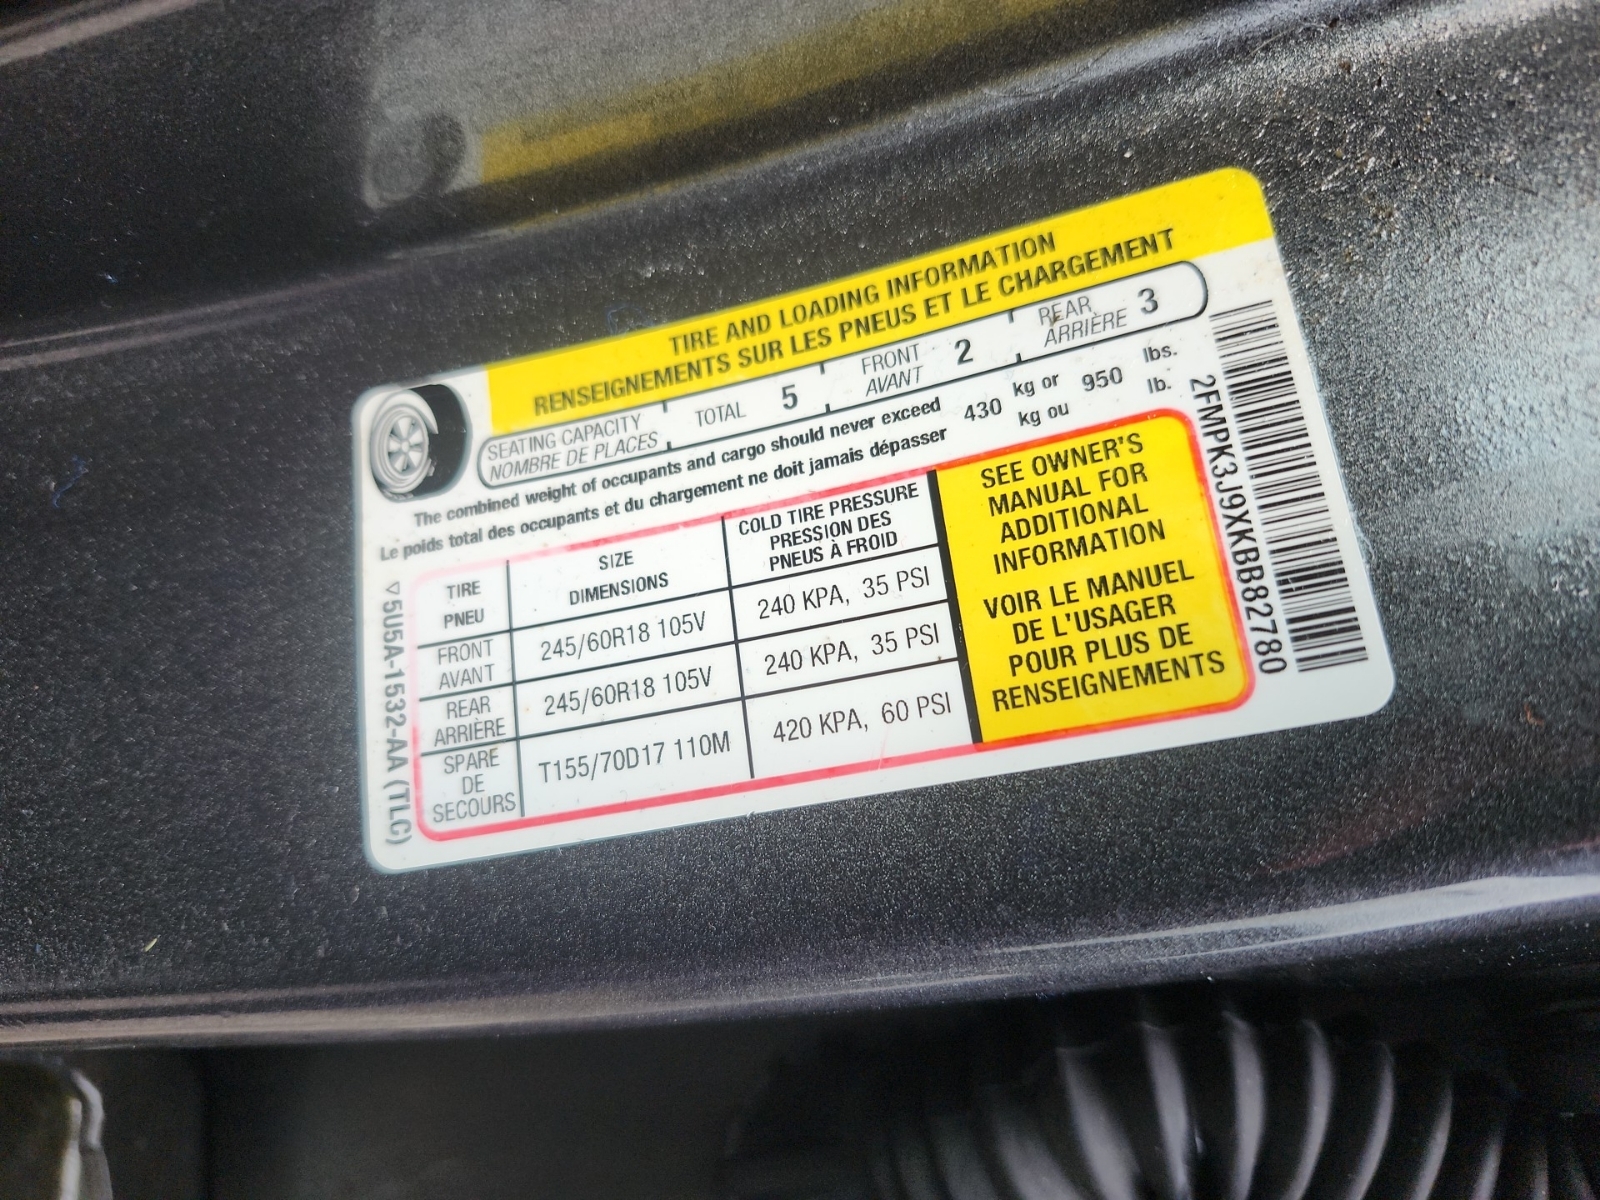 TIRE AND LOADING INFORMATION
RENSEIGNEMENTS SUR LES PNEUS ET LE CHARGEMENT
SEATING CAPACITY
NOMBRE DE PLACES
TOTAL 5
FRONT
AVANT
2
REAR
ARRIÈRE
3
The combined weight of occupants and cargo should never exceed
Le poids total des occupants et du chargement ne doit jamais dépasser
430
kg or
kg ou
950
lbs.
lb.
TIRE
PNEU
SIZE
DIMENSIONS
COLD TIRE PRESSURE
PRESSION DES
PNEUS À FROID
FRONT
AVANT
245/60R18 105V
240 KPA, 35 PSI
REAR
ARRIÈRE
245/60R18 105V
240 KPA, 35 PSI
SPARE
DE
SECOURS
T155/70D17 110M
420 KPA, 60 PSI
SEE OWNER'S
MANUAL FOR
ADDITIONAL
INFORMATION
VOIR LE MANUEL
DE L'USAGER
POUR PLUS DE
RENSEIGNEMENTS
▽5U5A-1532-AA (TLC)
2FMPK3J9XKBB82780